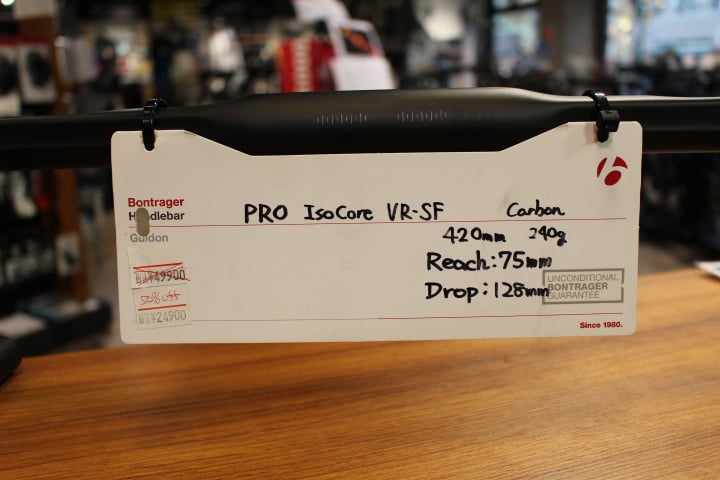 PRO
Bontrager
Handlebar
Guidon
PRO IsoCore VR-SF Carbon
420mm 240g
Reach:75mm
Drop:128mm
UNCONDITIONAL
BONTRAGER
GUARANTEE
¥49900
50% off
¥24900
Since 1980.